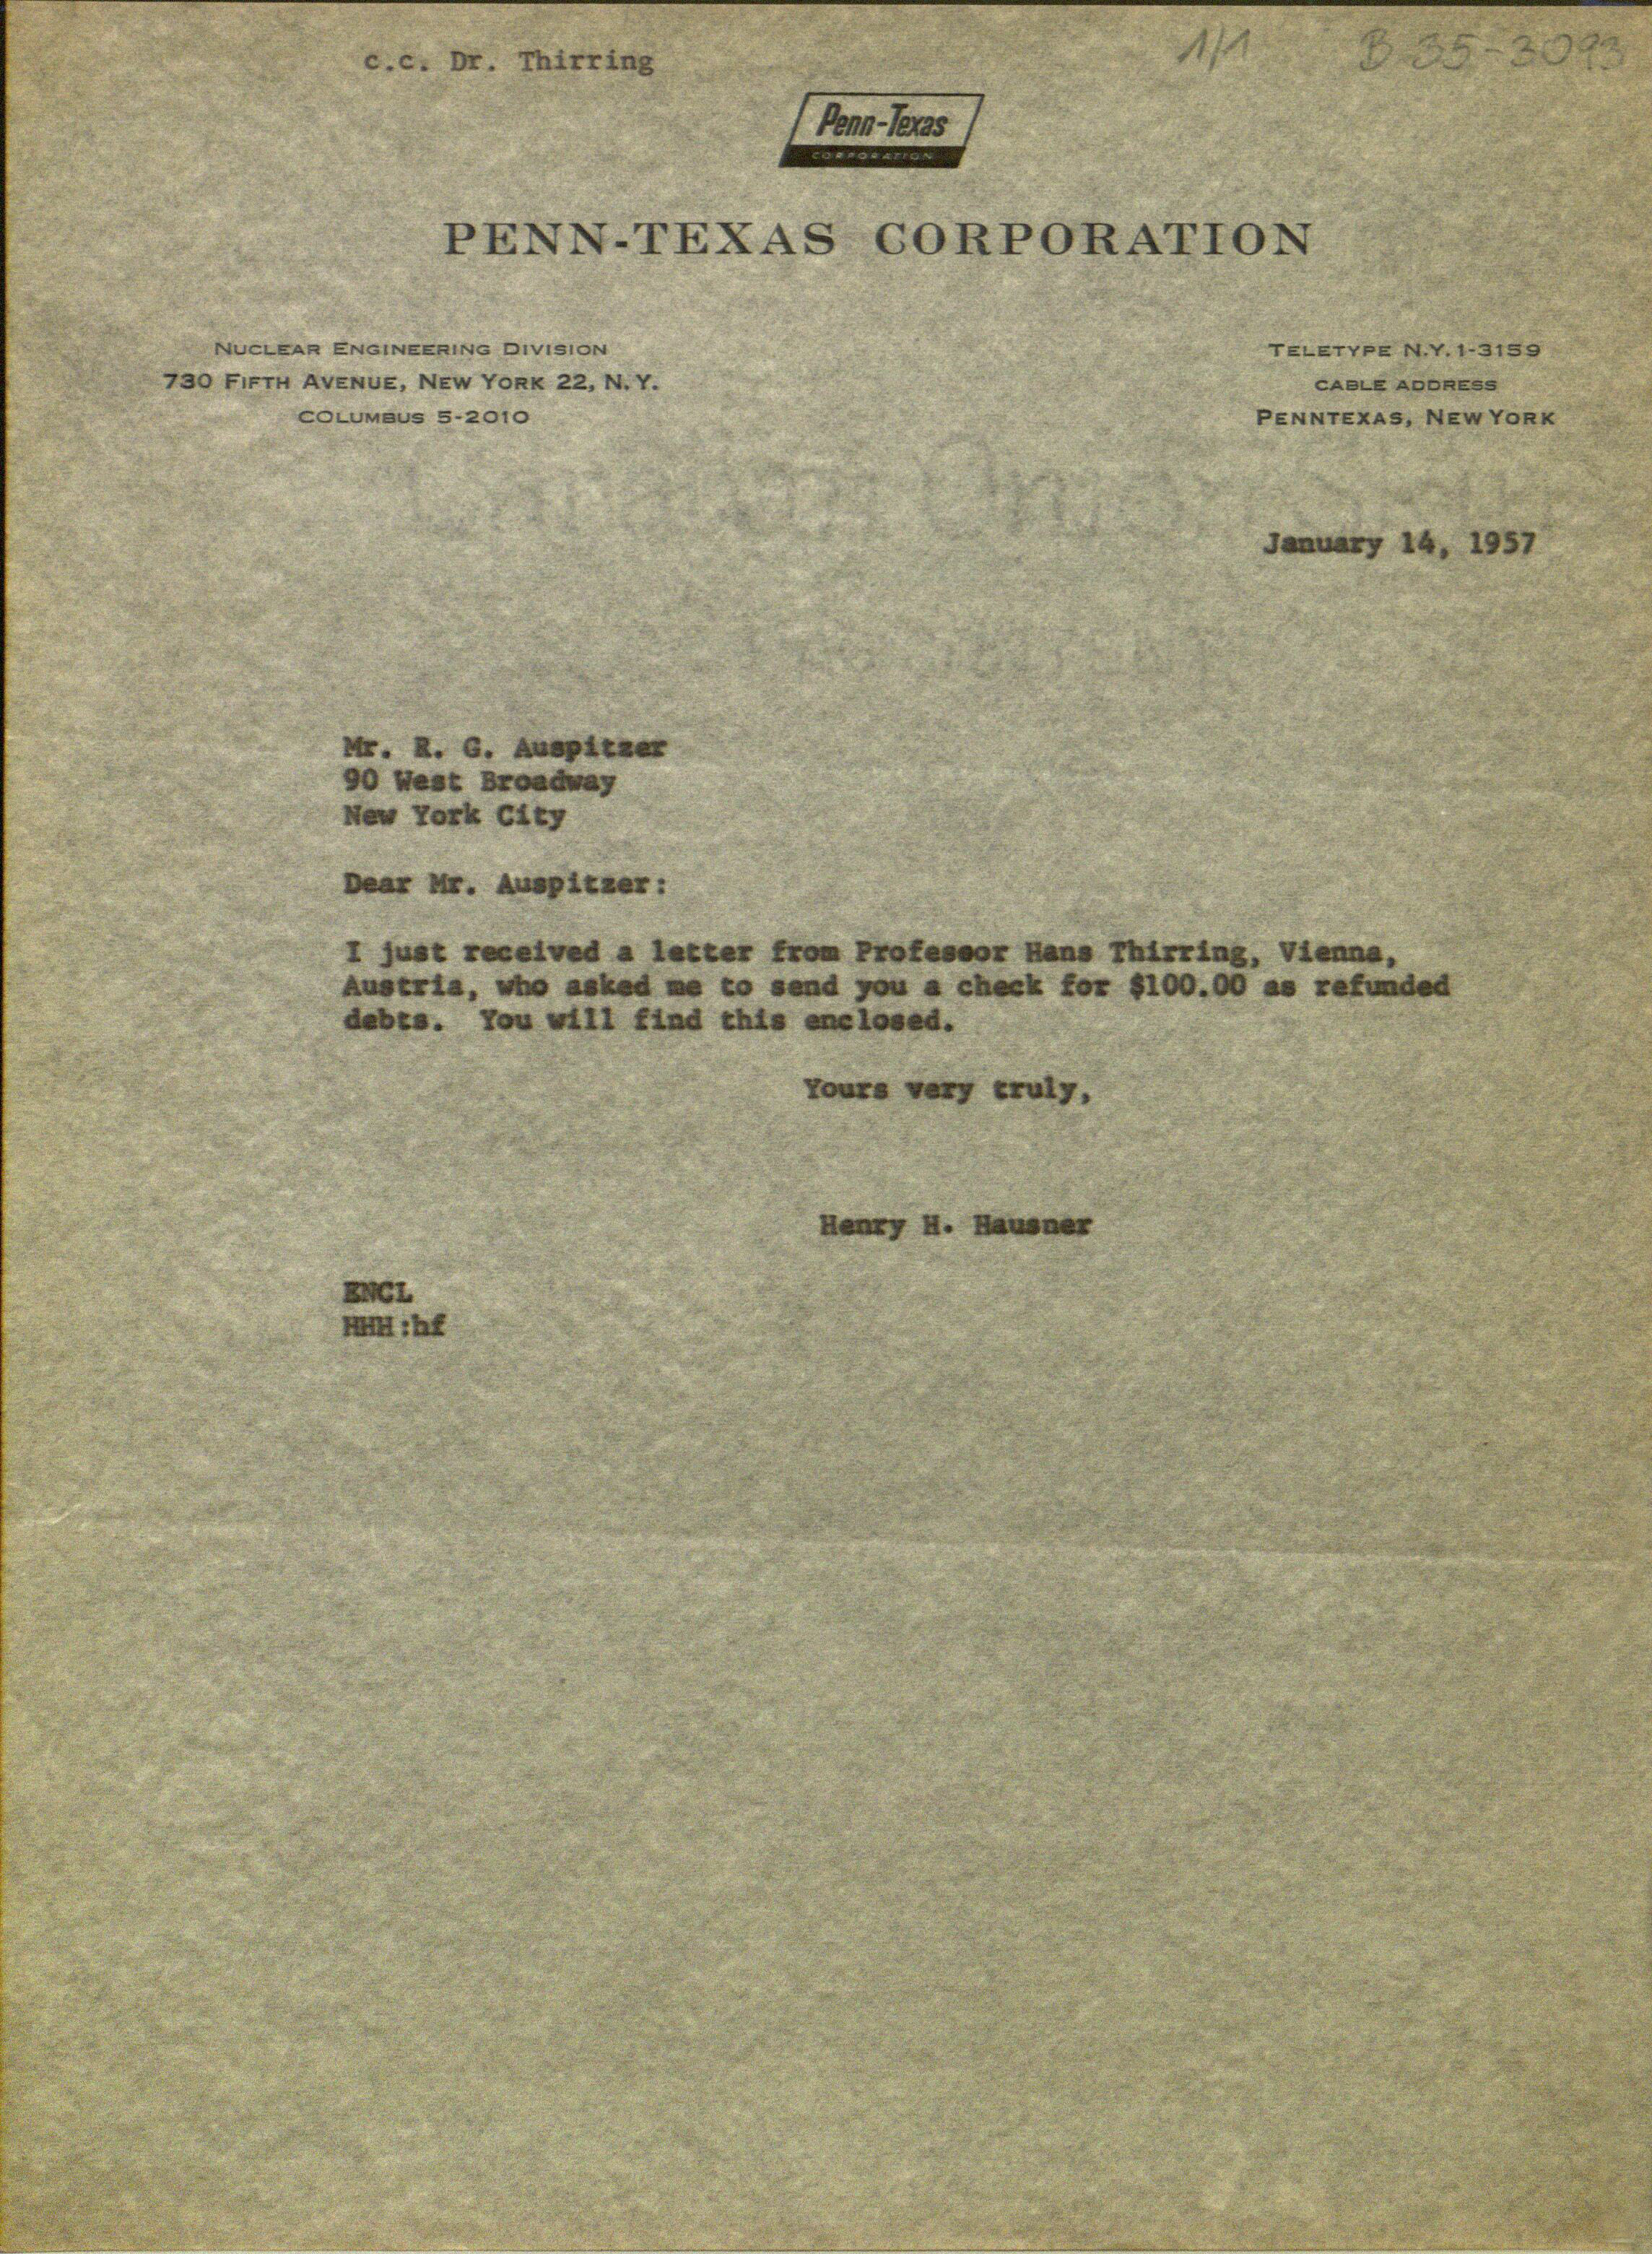 c.c. Dr. Thirring
1/1 B 35-3093
Penn-Texas
CORPORATION
PENN-TEXAS CORPORATION
NUCLEAR ENGINEERING DIVISION
730 FIFTH AVENUE, NEW YORK 22, N. Y.
COLUMBUS 5-2010
TELETYPE N.Y. 1-3159
CABLE ADDRESS
PENNTEXAS, NEW YORK
January 14, 1957
Mr. R. G. Auspitzer
90 West Broadway
New York City
Dear Mr. Auspitzer:
I just received a letter from Professor Hans Thirring, Vienna,
Austria, who asked me to send you a check for $100.00 as refunded
debts. You will find this enclosed.
Yours very truly,
Henry H. Hausner
ENCL
HHH:hf